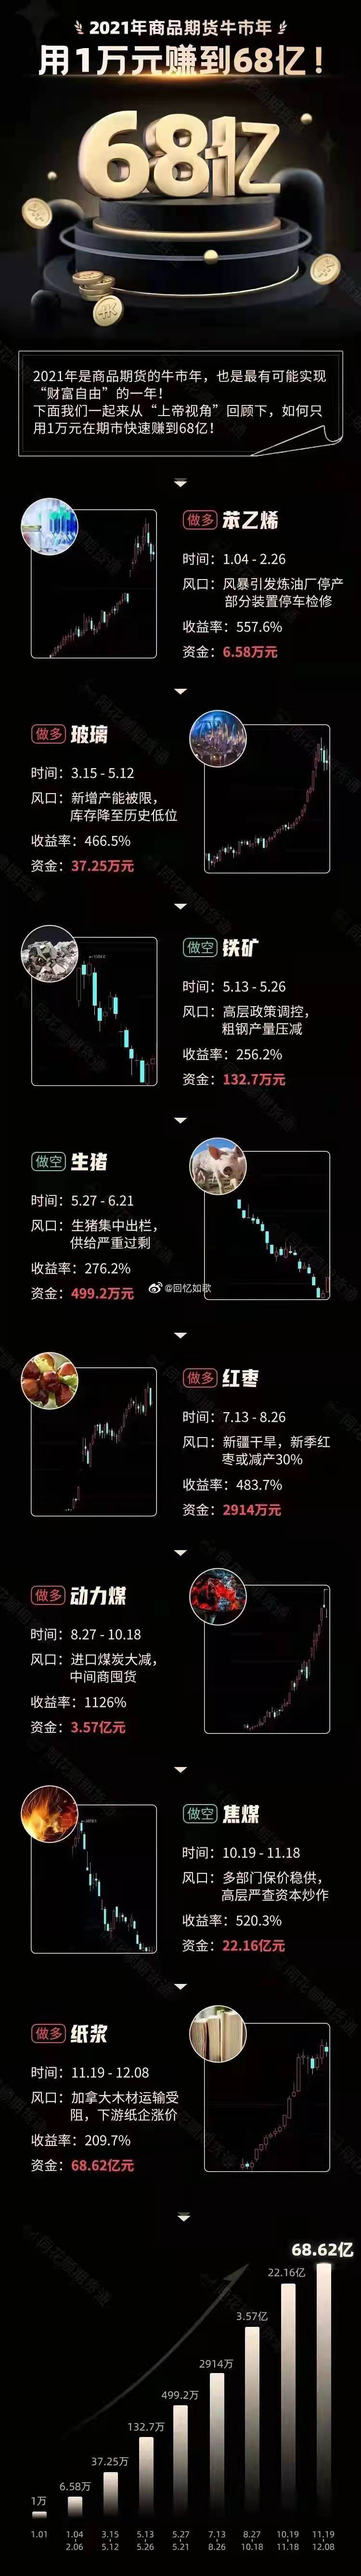 2021年商品期货牛市年
用1万元赚到68亿！
68亿
2021年是商品期货的牛市年，也是最有可能实现
“财富自由”的一年！
下面我们一起来从“上帝视角”回顾下，如何只
用1万元在期市快速赚到68亿！
做多 苯乙烯
时间：1.04 - 2.26
风口：风暴引发炼油厂停产
部分装置停车检修
收益率：557.6%
资金：6.58万元
做多 玻璃
时间：3.15 - 5.12
风口：新增产能被限，
库存降至历史低位
收益率：466.5%
资金：37.25万元
做空 铁矿
时间：5.13 - 5.26
风口：高层政策调控，
粗钢产量压减
收益率：256.2%
资金：132.7万元
做空 生猪
时间：5.27 - 6.21
风口：生猪集中出栏，
供给严重过剩
收益率：276.2%
资金：499.2万元
@回忆如歌
做多 红枣
时间：7.13 - 8.26
风口：新疆干旱，新季红
枣或减产30%
收益率：483.7%
资金：2914万元
做多 动力煤
时间：8.27 - 10.18
风口：进口煤炭大减，
中间商囤货
收益率：1126%
资金：3.57亿元
做空 焦煤
时间：10.19 - 11.18
风口：多部门保价稳供，
高层严查资本炒作
收益率：520.3%
资金：22.16亿元
做多 纸浆
时间：11.19 - 12.08
风口：加拿大木材运输受
阻，下游纸企涨价
收益率：209.7%
资金：68.62亿元
68.62亿
22.16亿
3.57亿
2914万
499.2万
132.7万
37.25万
6.58万
1万
1.01 1.04 3.15 5.13 5.27 7.13 8.27 10.19 11.19
2.06 5.12 5.26 5.21 8.26 10.18 11.18 12.08